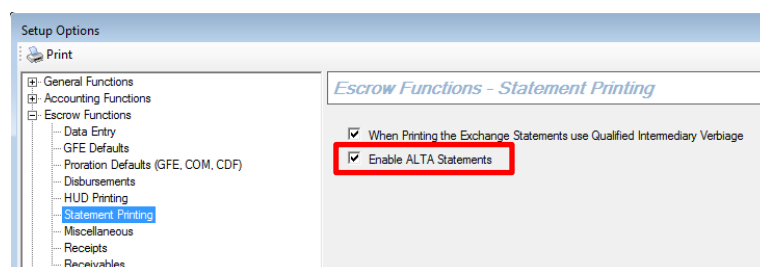 Setup Options
Print
General Functions
Accounting Functions
Escrow Functions
Data Entry
GFE Defaults
Proration Defaults (GFE, COM, CDF)
Disbursements
HUD Printing
Statement Printing
Miscellaneous
Receipts
Receivables
Escrow Functions - Statement Printing
When Printing the Exchange Statements use Qualified Intermediary Verbiage
Enable ALTA Statements